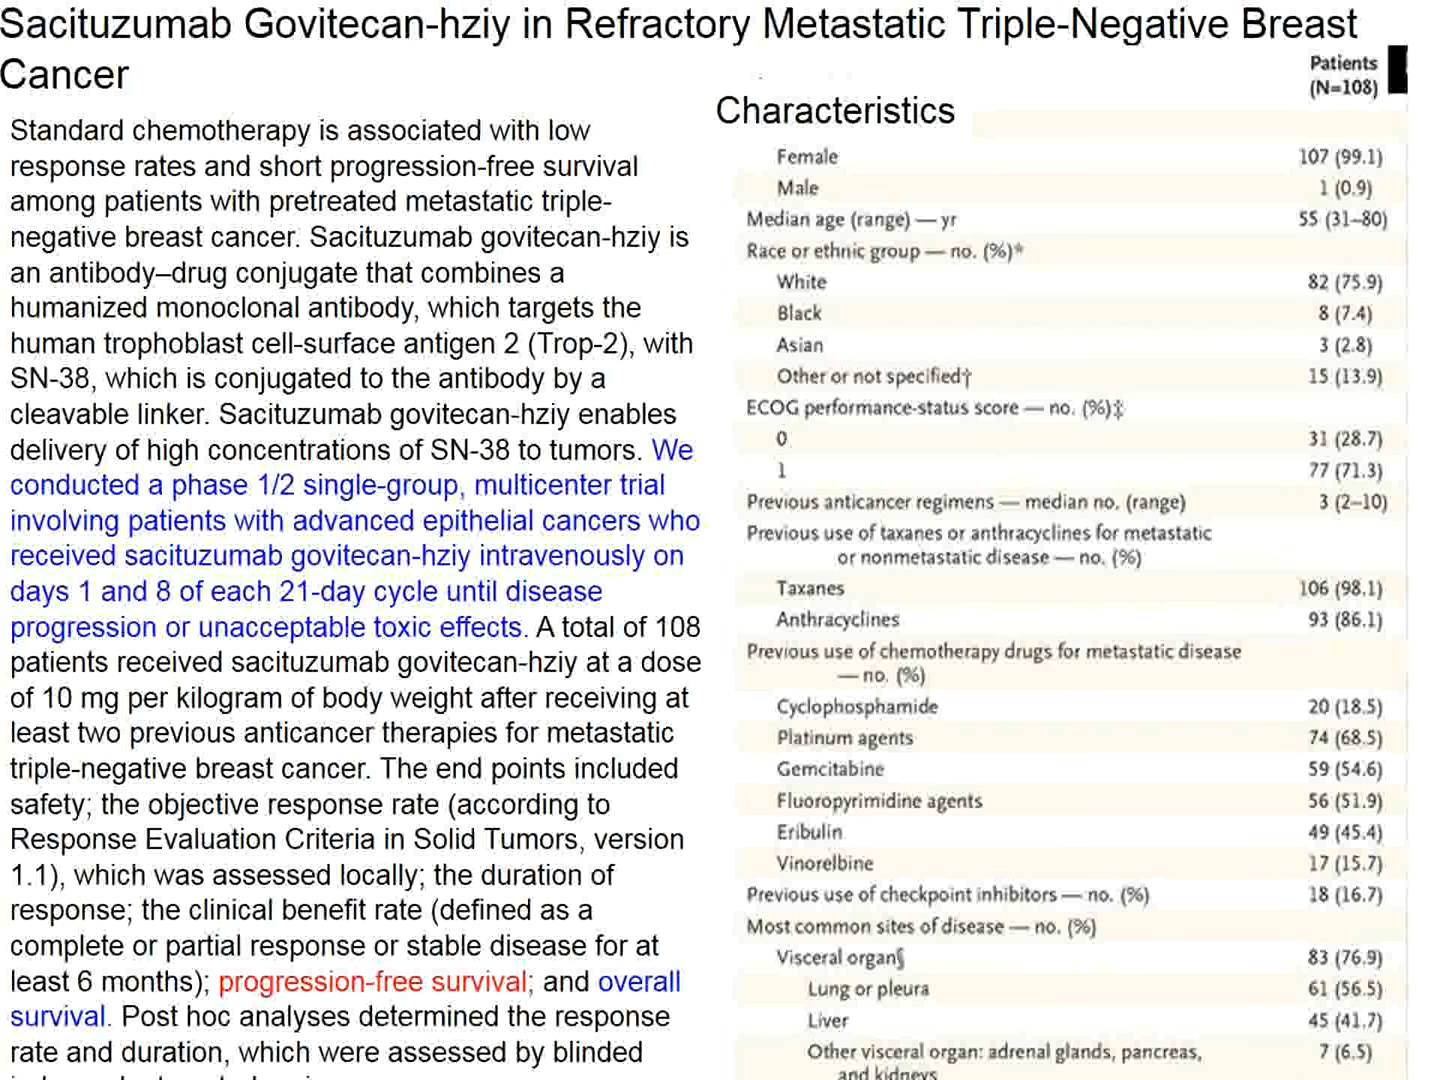 Sacituzumab Govitecan-hziy in Refractory Metastatic Triple-Negative Breast
Cancer
Standard chemotherapy is associated with low
response rates and short progression-free survival
among patients with pretreated metastatic triple-
negative breast cancer. Sacituzumab govitecan-hziy is
an antibody–drug conjugate that combines a
humanized monoclonal antibody, which targets the
human trophoblast cell-surface antigen 2 (Trop-2), with
SN-38, which is conjugated to the antibody by a
cleavable linker. Sacituzumab govitecan-hziy enables
delivery of high concentrations of SN-38 to tumors. We
conducted a phase 1/2 single-group, multicenter trial
involving patients with advanced epithelial cancers who
received sacituzumab govitecan-hziy intravenously on
days 1 and 8 of each 21-day cycle until disease
progression or unacceptable toxic effects. A total of 108
patients received sacituzumab govitecan-hziy at a dose
of 10 mg per kilogram of body weight after receiving at
least two previous anticancer therapies for metastatic
triple-negative breast cancer. The end points included
safety; the objective response rate (according to
Response Evaluation Criteria in Solid Tumors, version
1.1), which was assessed locally; the duration of
response; the clinical benefit rate (defined as a
complete or partial response or stable disease for at
least 6 months); progression-free survival; and overall
survival. Post hoc analyses determined the response
rate and duration, which were assessed by blinded
Patients
(N=108)
Characteristics
Female 107 (99.1)
Male 1 (0.9)
Median age (range) — yr 55 (31–80)
Race or ethnic group — no. (%)*
White 82 (75.9)
Black 8 (7.4)
Asian 3 (2.8)
Other or not specified† 15 (13.9)
ECOG performance-status score — no. (%)‡
0 31 (28.7)
1 77 (71.3)
Previous anticancer regimens — median no. (range) 3 (2–10)
Previous use of taxanes or anthracyclines for metastatic
or nonmetastatic disease — no. (%)
Taxanes 106 (98.1)
Anthracyclines 93 (86.1)
Previous use of chemotherapy drugs for metastatic disease
— no. (%)
Cyclophosphamide 20 (18.5)
Platinum agents 74 (68.5)
Gemcitabine 59 (54.6)
Fluoropyrimidine agents 56 (51.9)
Eribulin 49 (45.4)
Vinorelbine 17 (15.7)
Previous use of checkpoint inhibitors — no. (%) 18 (16.7)
Most common sites of disease — no. (%)
Visceral organ§ 83 (76.9)
Lung or pleura 61 (56.5)
Liver 45 (41.7)
Other visceral organ: adrenal glands, pancreas, 7 (6.5)
and kidneys